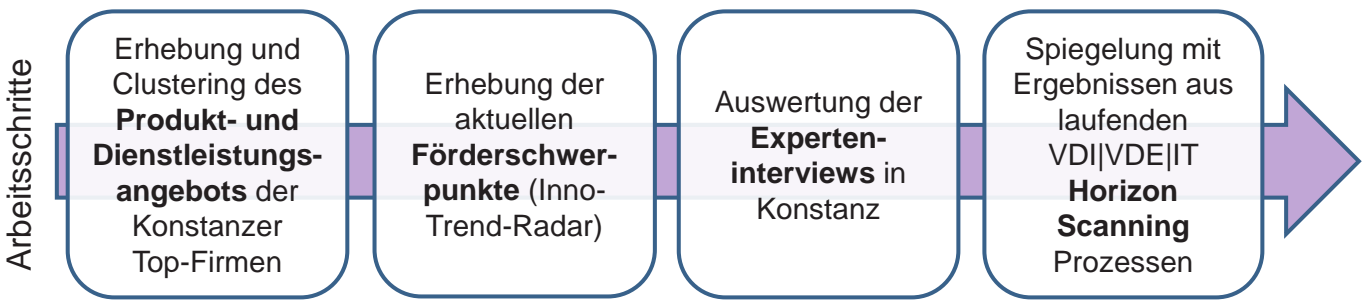 Arbeitsschritte
Erhebung und
Clustering des
Produkt- und
Dienstleistungs-
angebots der
Konstanzer
Top-Firmen
Erhebung der
aktuellen
Förderschwer-
punkte (Inno-
Trend-Radar)
Auswertung der
Experten-
interviews in
Konstanz
Spiegelung mit
Ergebnissen aus
laufenden
VDI|VDE|IT
Horizon
Scanning
Prozessen